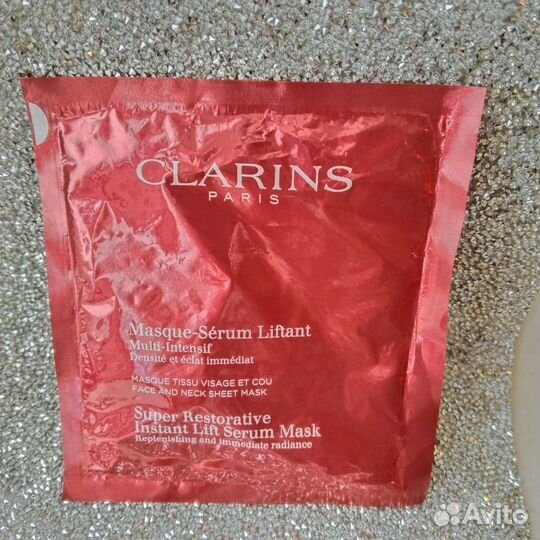 CLARINS
PARIS
Masque-Sérum Liftant
Multi-Intensif
Densité et éclat immédiat
MASQUE TISSU VISAGE ET COU
FACE AND NECK SHEET MASK
Super Restorative
Instant Lift Serum Mask
Replenishing and immediate radiance
Avito